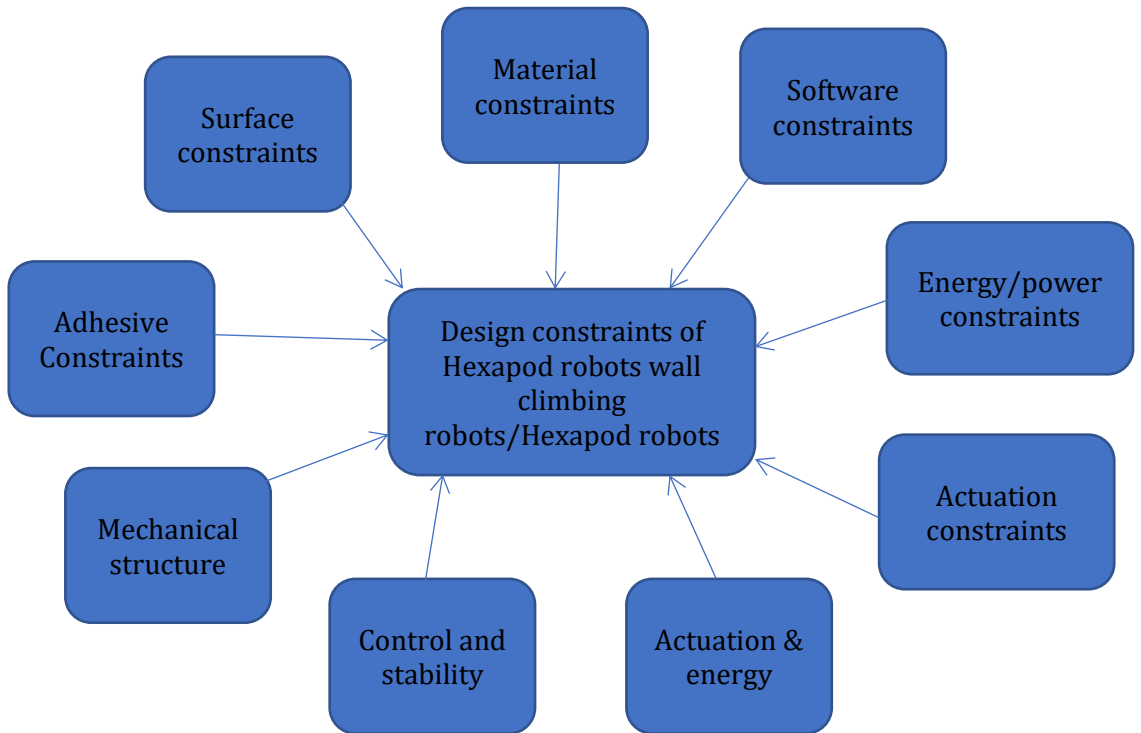 Material
constraints
Software
constraints
Surface
constraints
Energy/power
constraints
Adhesive
Constraints
Design constraints of
Hexapod robots wall
climbing
robots/Hexapod robots
Actuation
constraints
Mechanical
structure
Control and
stability
Actuation &
energy